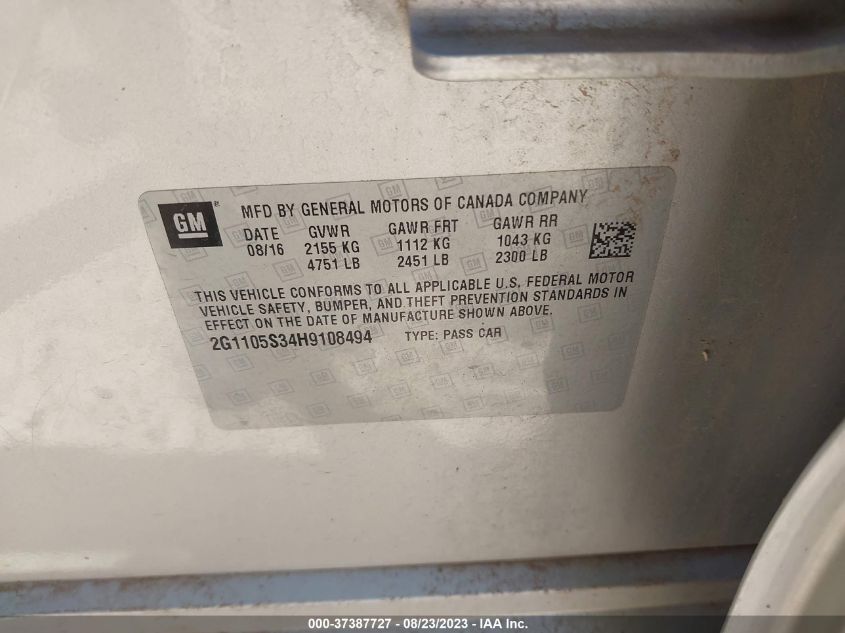 GM ® MFD BY GENERAL MOTORS OF CANADA COMPANY
DATE GVWR GAWR FRT GAWR RR
08/16 2155 KG 1112 KG 1043 KG
4751 LB 2451 LB 2300 LB
THIS VEHICLE CONFORMS TO ALL APPLICABLE U.S. FEDERAL MOTOR
VEHICLE SAFETY, BUMPER, AND THEFT PREVENTION STANDARDS IN
EFFECT ON THE DATE OF MANUFACTURE SHOWN ABOVE.
2G1105S34H9108494 TYPE: PASS CAR
000-37387727 - 08/23/2023 - IAA Inc.